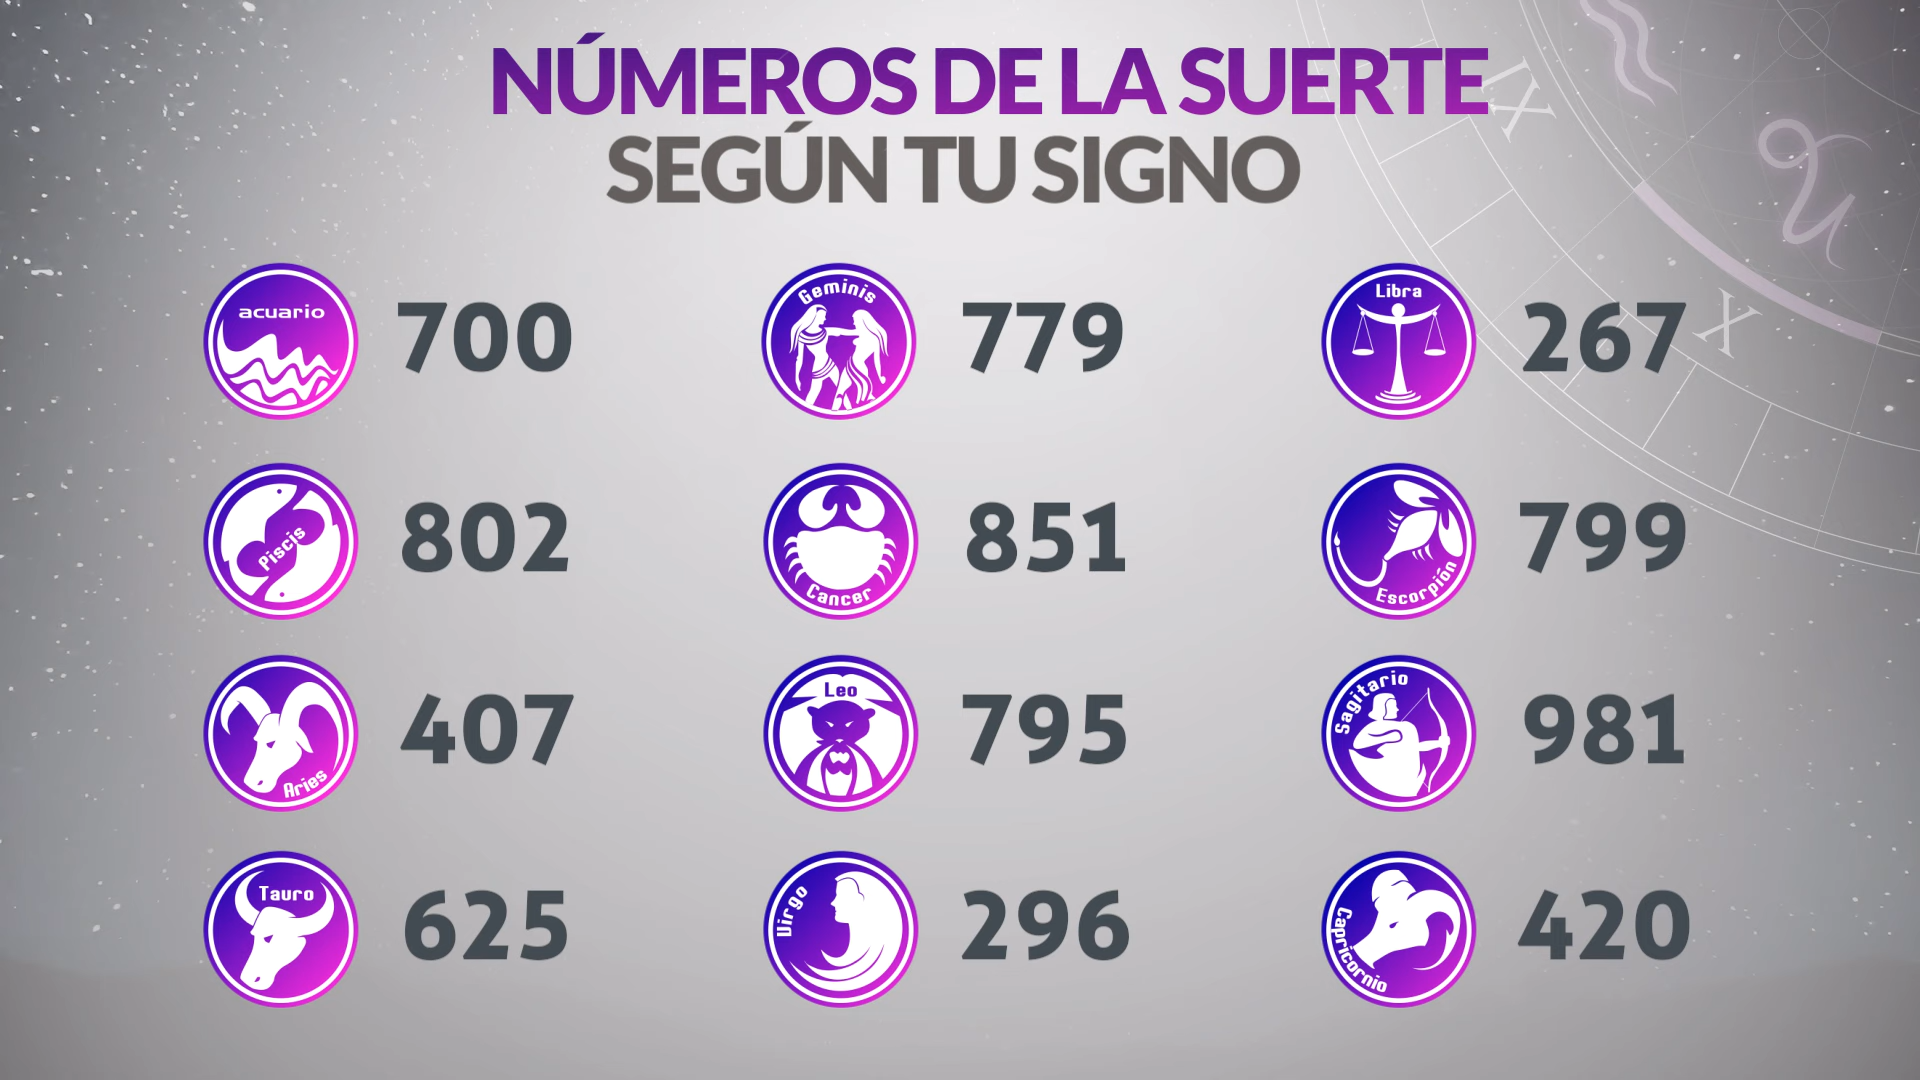 NÚMEROS DE LA SUERTE
SEGÚN TU SIGNO
acuario 700
Geminis 779
Libra 267
Piscis 802
Cancer 851
Escorpión 799
Aries 407
Leo 795
Sagitario 981
Tauro 625
Virgo 296
Capricornio 420
X
X